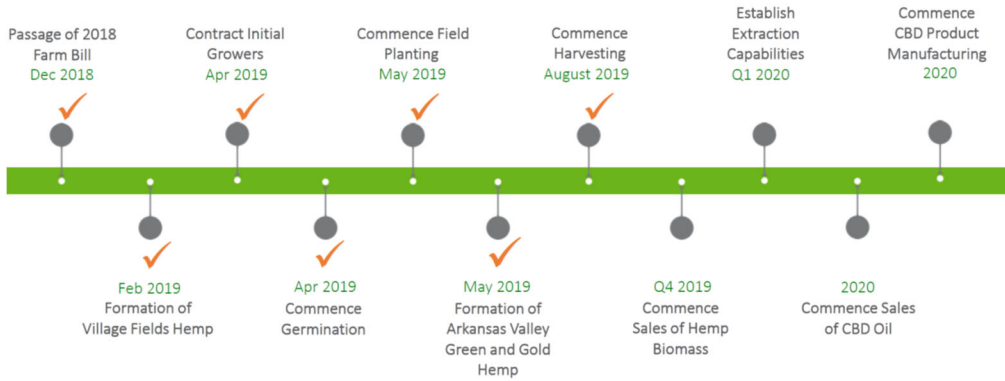 Passage of 2018
Farm Bill
Dec 2018
Contract Initial
Growers
Apr 2019
Commence Field
Planting
May 2019
Commence
Harvesting
August 2019
Establish
Extraction
Capabilities
Q1 2020
Commence
CBD Product
Manufacturing
2020
Feb 2019
Formation of
Village Fields Hemp
Apr 2019
Commence
Germination
May 2019
Formation of
Arkansas Valley
Green and Gold
Hemp
Q4 2019
Commence
Sales of Hemp
Biomass
2020
Commence Sales
of CBD Oil